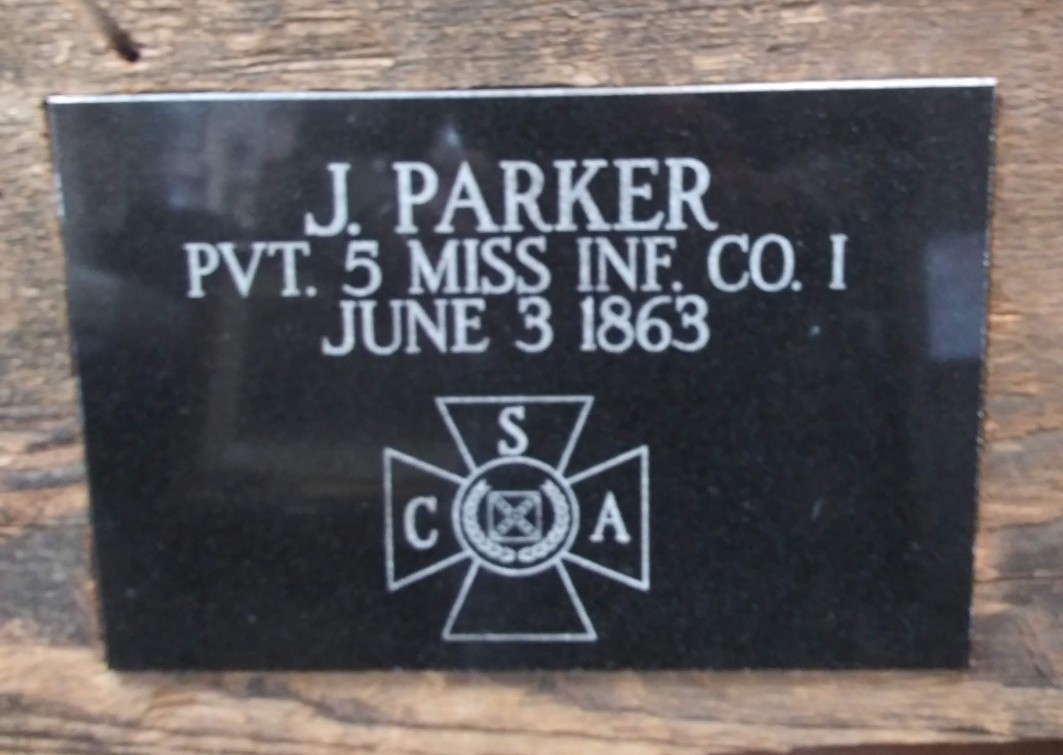 J. PARKER
PVT. 5 MISS INF. CO. I
JUNE 3 1863
S
C A